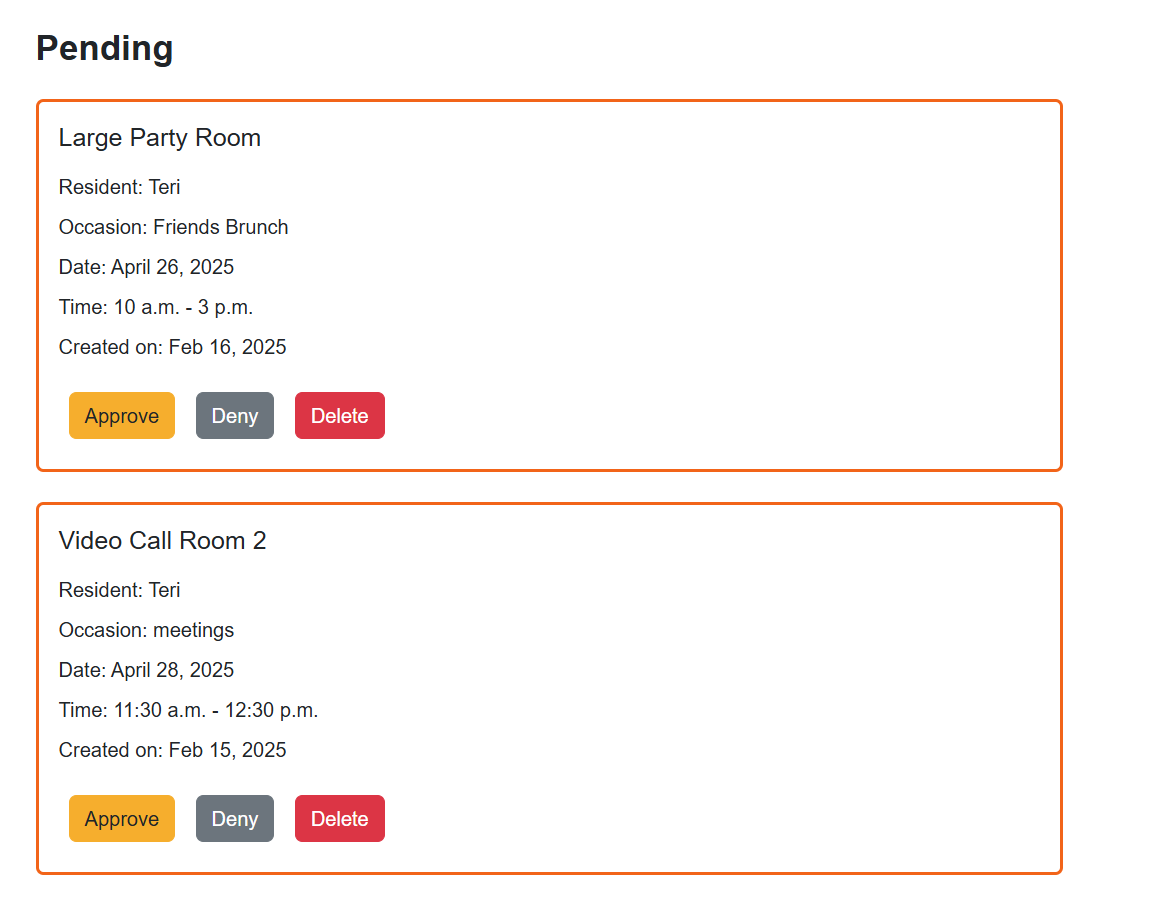 Pending
Large Party Room
Resident: Teri
Occasion: Friends Brunch
Date: April 26, 2025
Time: 10 a.m. - 3 p.m.
Created on: Feb 16, 2025
Approve Deny Delete
Video Call Room 2
Resident: Teri
Occasion: meetings
Date: April 28, 2025
Time: 11:30 a.m. - 12:30 p.m.
Created on: Feb 15, 2025
Approve Deny Delete